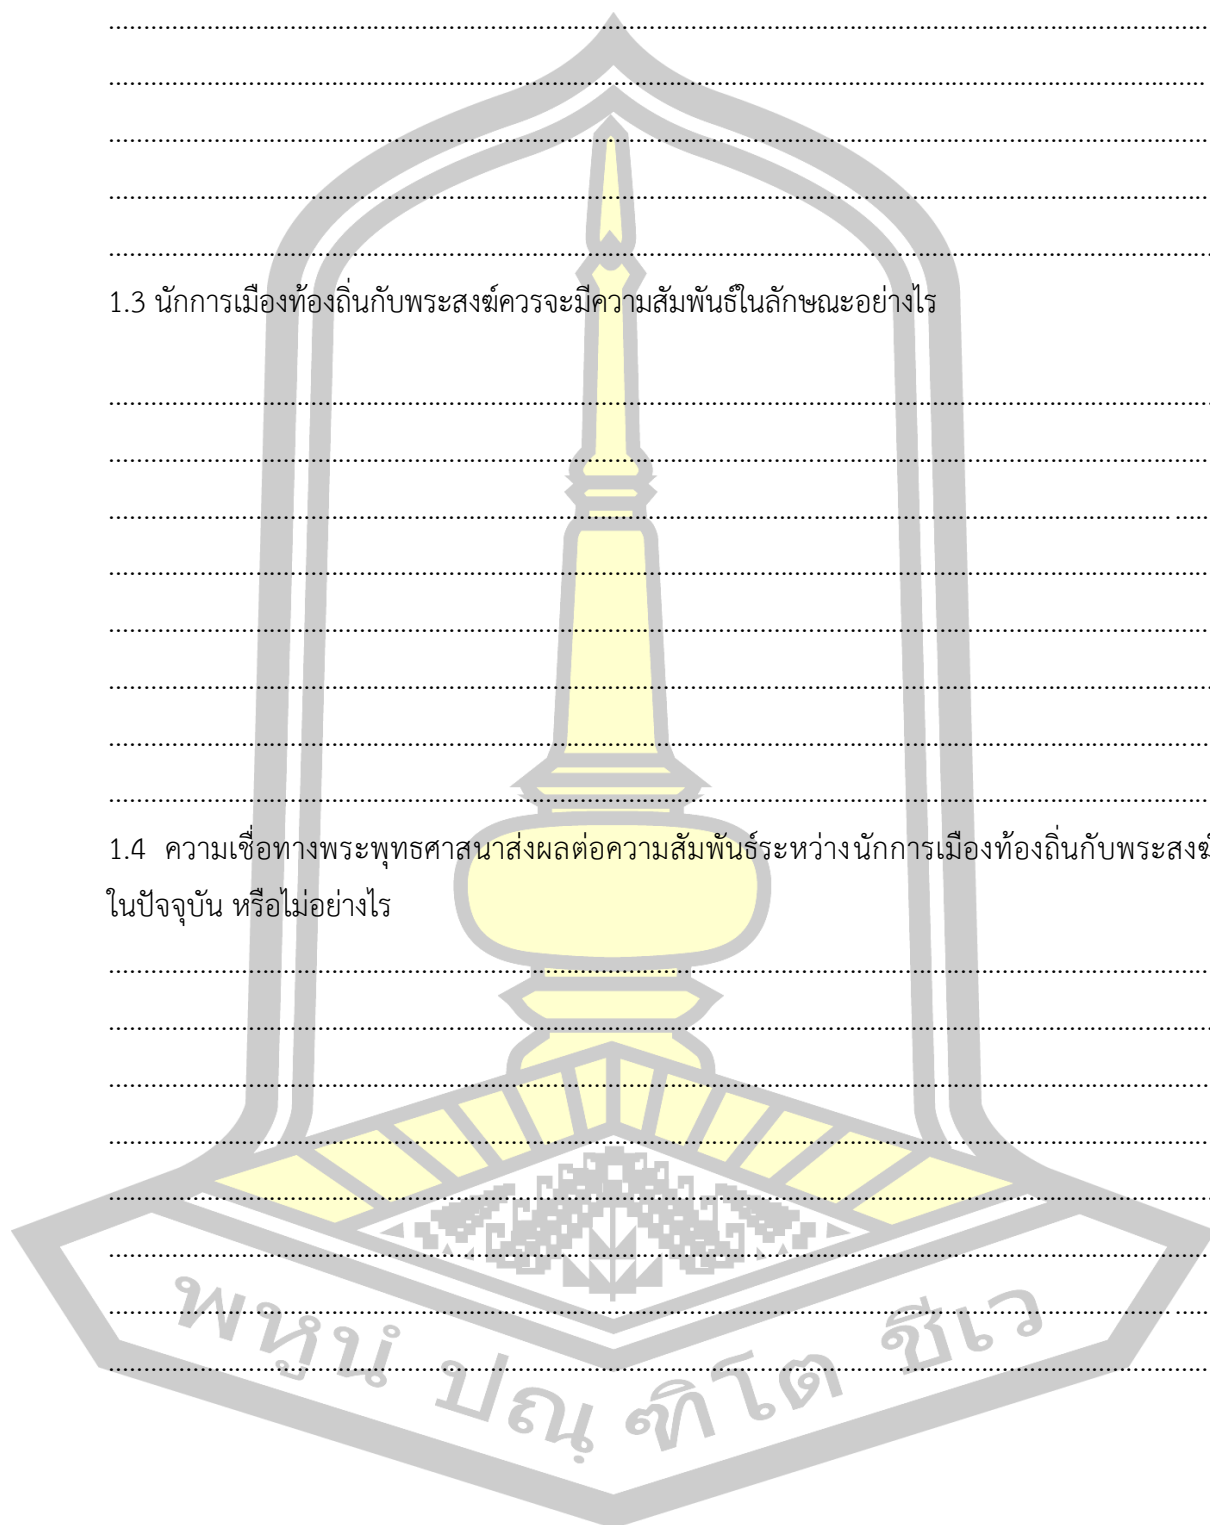 1.3 นักการเมืองท้องถิ่นกับพระสงฆ์ควรจะมีความสัมพันธ์ในลักษณะอย่างไร
1.4 ความเชื่อทางพระพุทธศาสนาส่งผลต่อความสัมพันธ์ระหว่างนักการเมืองท้องถิ่นกับพระสงฆ์
ในปัจจุบัน หรือไม่อย่างไร
พหูนํ ปณฺฑิโต ชีเว